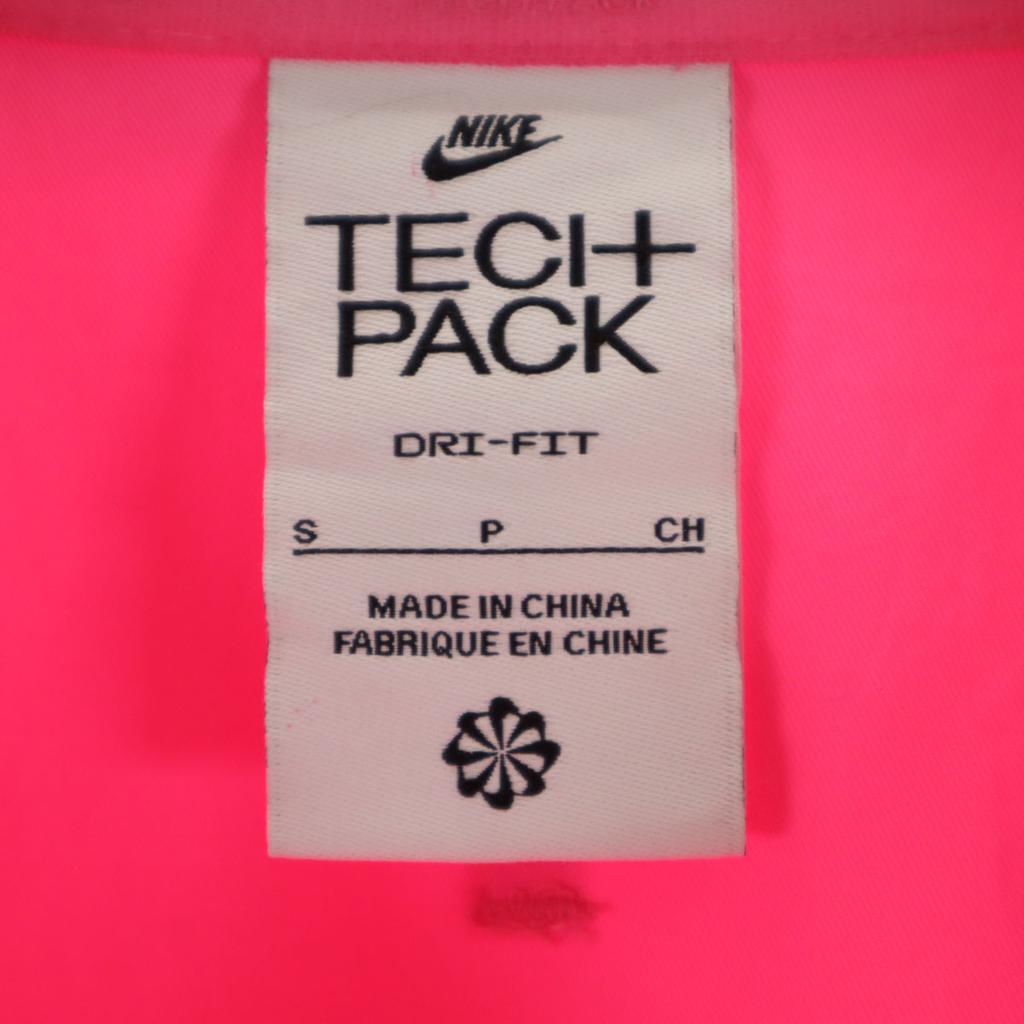 NIKE
TECH
PACK
DRI-FIT
S P CH
MADE IN CHINA
FABRIQUE EN CHINE